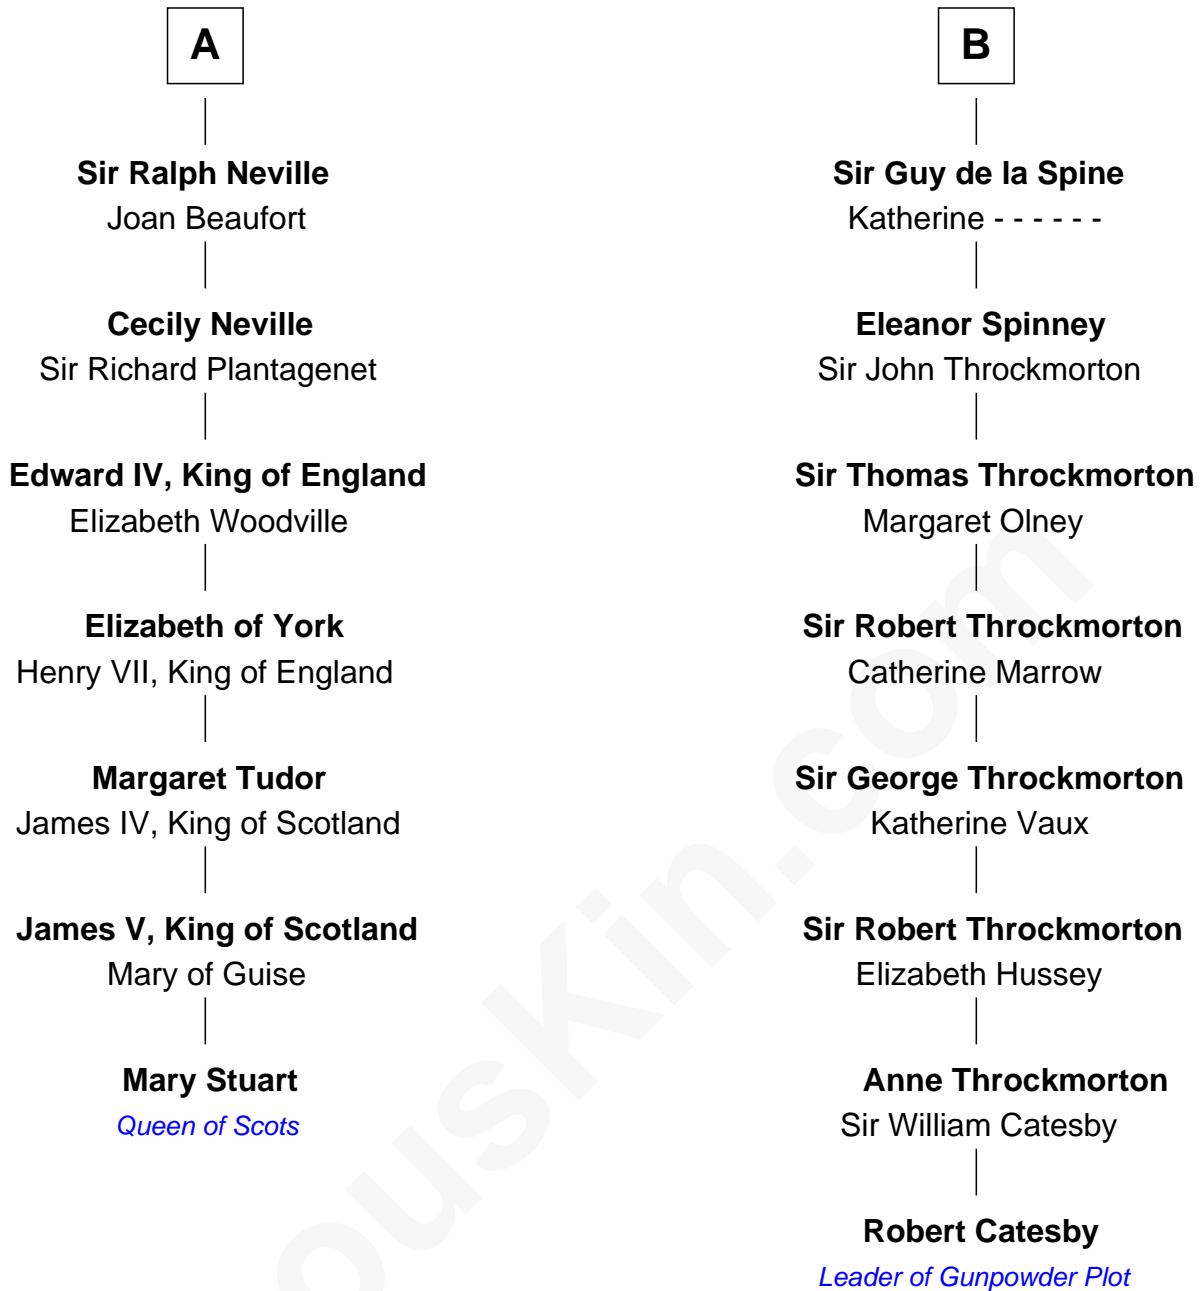 A
Sir Ralph Neville
Joan Beaufort
Cecily Neville
Sir Richard Plantagenet
Edward IV, King of England
Elizabeth Woodville
Elizabeth of York
Henry VII, King of England
Margaret Tudor
James IV, King of Scotland
James V, King of Scotland
Mary of Guise
Mary Stuart
Queen of Scots
B
Sir Guy de la Spine
Katherine - - - - - -
Eleanor Spinney
Sir John Throckmorton
Sir Thomas Throckmorton
Margaret Olney
Sir Robert Throckmorton
Catherine Marrow
Sir George Throckmorton
Katherine Vaux
Sir Robert Throckmorton
Elizabeth Hussey
Anne Throckmorton
Sir William Catesby
Robert Catesby
Leader of Gunpowder Plot
ousKin.com